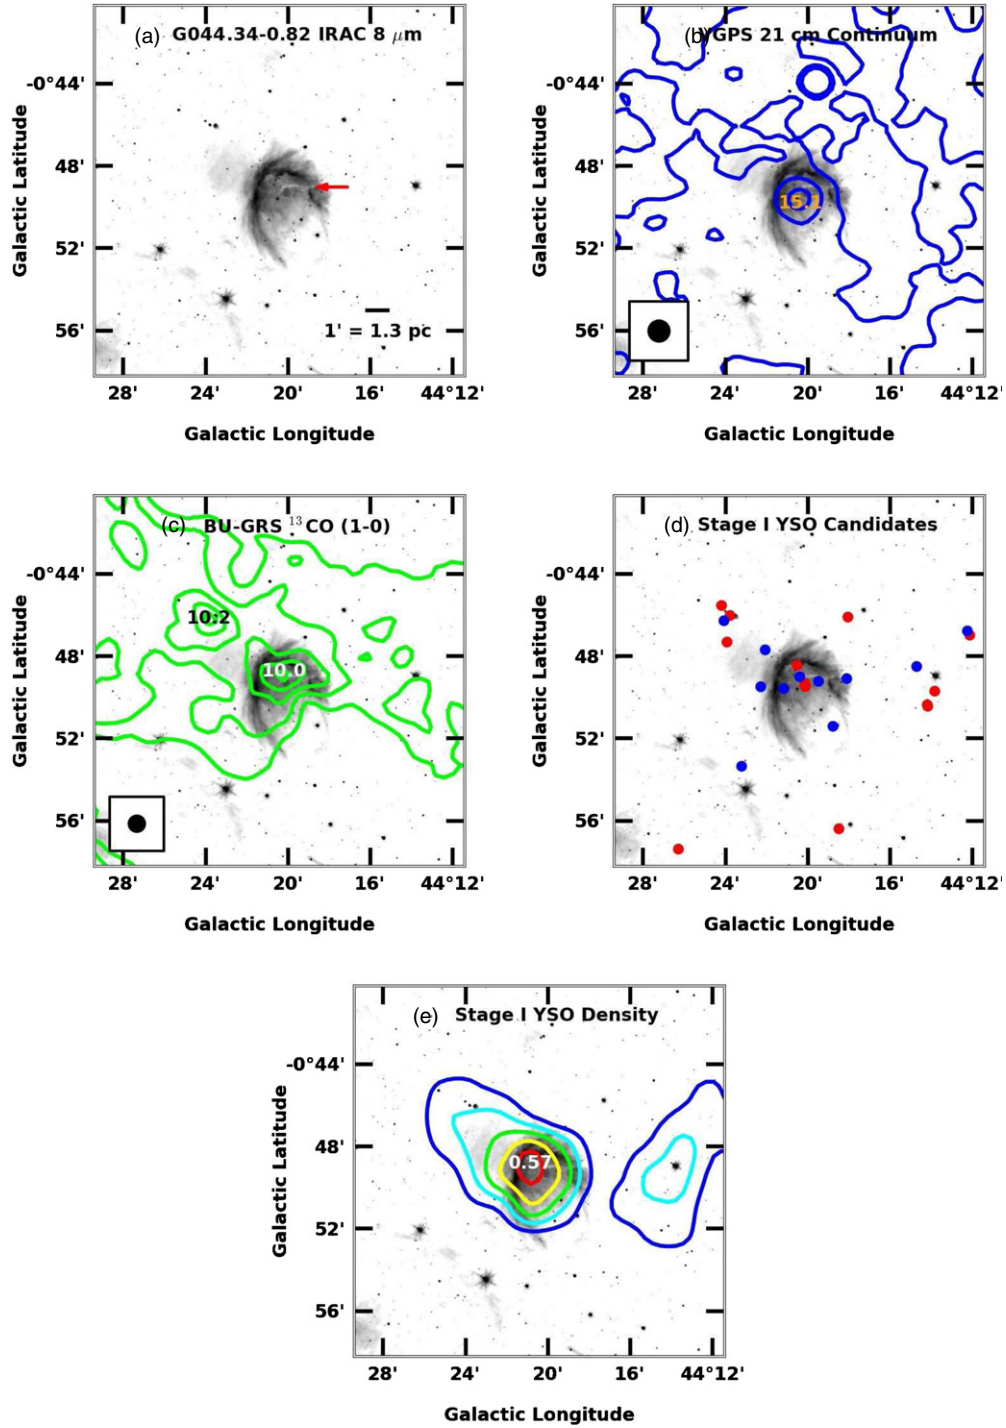 (a) G044.34-0.82 IRAC 8 μm
-0°44'
48'
52'
56'
Galactic Latitude
1' = 1.3 pc
28' 24' 20' 16' 44°12'
Galactic Longitude
(b) VGPS 21 cm Continuum
-0°44'
48'
52'
56'
Galactic Latitude
15.1
28' 24' 20' 16' 44°12'
Galactic Longitude
(c) BU-GRS ¹³CO (1-0)
-0°44'
48'
52'
56'
Galactic Latitude
10.2
10.0
28' 24' 20' 16' 44°12'
Galactic Longitude
(d) Stage I YSO Candidates
-0°44'
48'
52'
56'
Galactic Latitude
28' 24' 20' 16' 44°12'
Galactic Longitude
(e) Stage I YSO Density
-0°44'
48'
52'
56'
Galactic Latitude
0.57
28' 24' 20' 16' 44°12'
Galactic Longitude